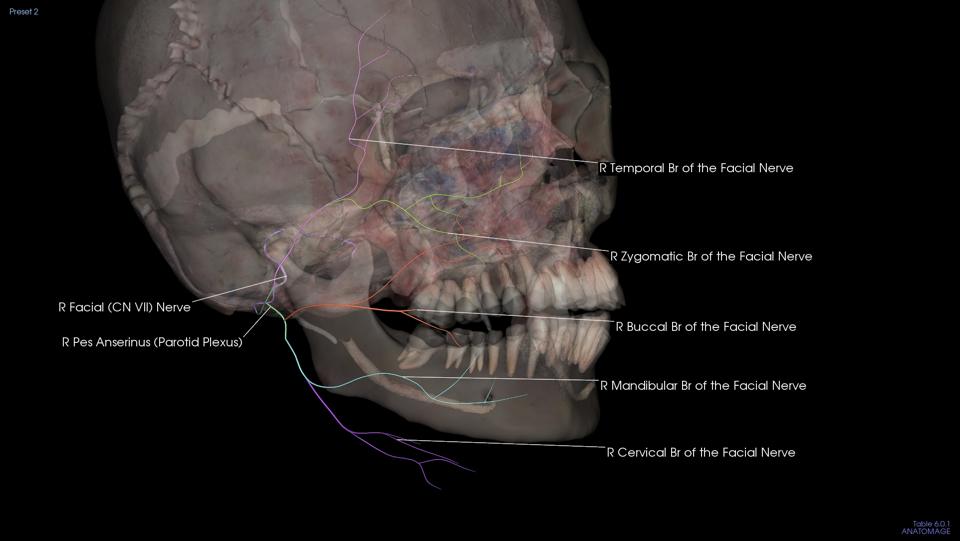 Preset 2
R Temporal Br of the Facial Nerve
R Zygomatic Br of the Facial Nerve
R Facial (CN VII) Nerve
R Buccal Br of the Facial Nerve
R Pes Anserinus (Parotid Plexus)
R Mandibular Br of the Facial Nerve
R Cervical Br of the Facial Nerve
Table 6.0.1
ANATOMAGE